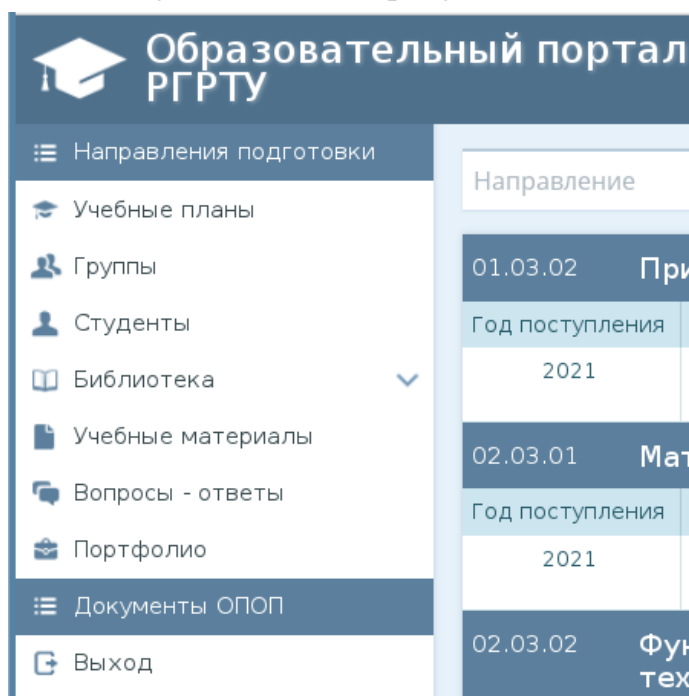 Образовательный портал
РГРТУ
Направления подготовки
Учебные планы
Группы
Студенты
Библиотека
Учебные материалы
Вопросы - ответы
Портфолио
Документы ОПОП
Выход
Направление
01.03.02
Год поступления
2021
02.03.01
Год поступления
2021
02.03.02